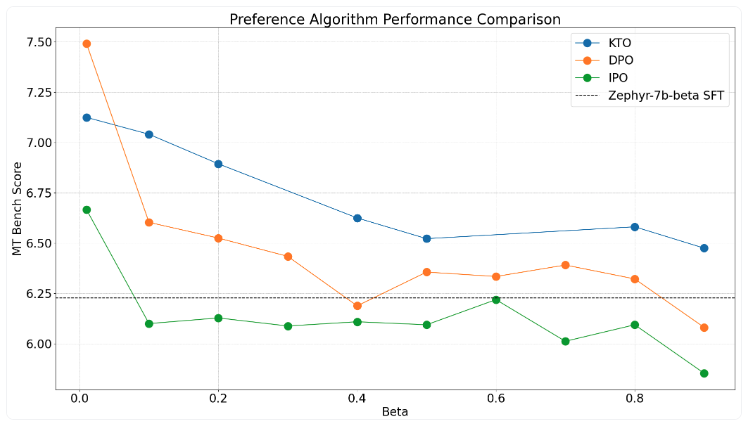 Preference Algorithm Performance Comparison
KTO
DPO
IPO
Zephyr-7b-beta SFT
MT Bench Score
7.50
7.25
7.00
6.75
6.50
6.25
6.00
0.0 0.2 0.4 0.6 0.8
Beta